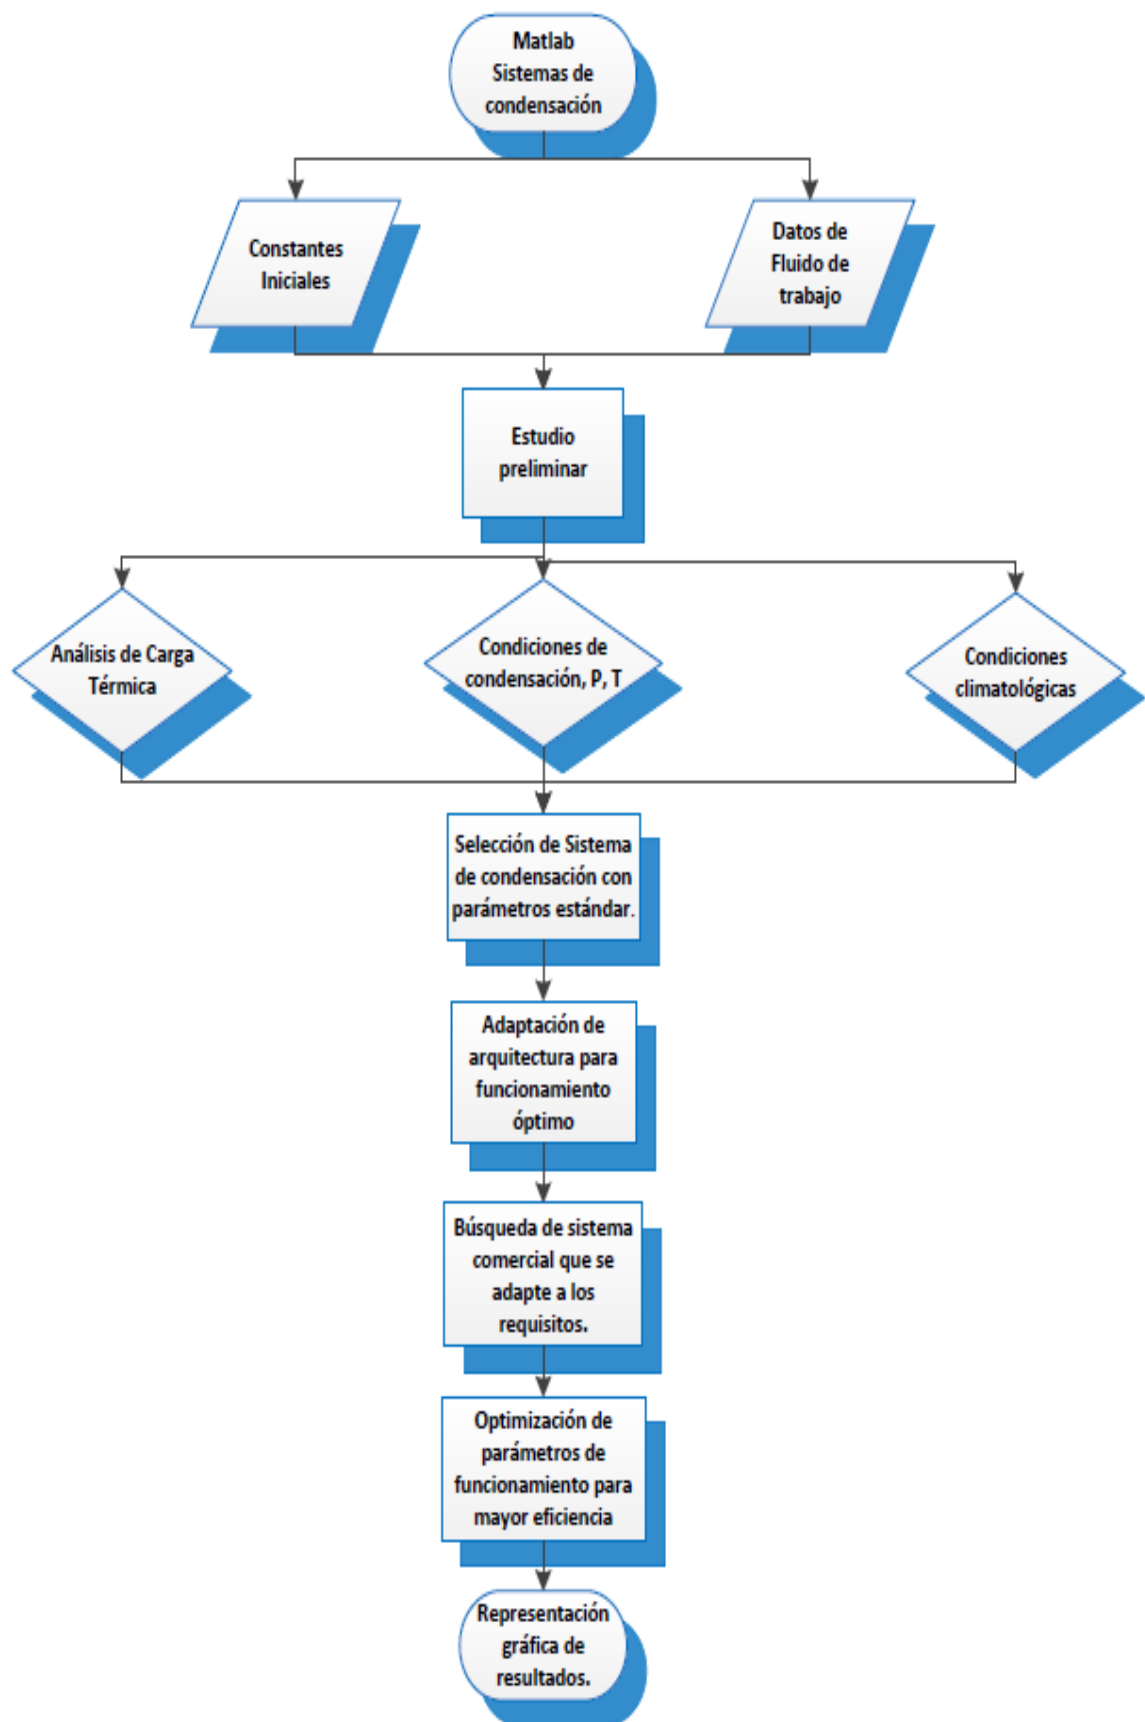 Matlab
Sistemas de
condensación
Constantes
Iniciales
Datos de
Fluido de
trabajo
Estudio
preliminar
Análisis de Carga
Térmica
Condiciones de
condensación, P, T
Condiciones
climatológicas
Selección de Sistema
de condensación con
parámetros estándar.
Adaptación de
arquitectura para
funcionamiento
óptimo
Búsqueda de sistema
comercial que se
adapte a los
requisitos.
Optimización de
parámetros de
funcionamiento para
mayor eficiencia
Representación
gráfica de
resultados.